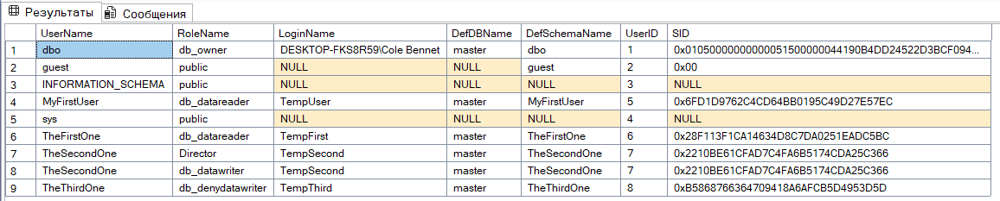 Результаты Сообщения
UserName RoleName LoginName DefDBName DefSchemaName UserID SID
1 dbo db_owner DESKTOP-FKS8R59\Cole Bennet master dbo 1 0x01050000000000051500000044190B4DD24522D3BCF094...
2 guest public NULL NULL guest 2 0x00
3 INFORMATION_SCHEMA public NULL NULL NULL 3 NULL
4 MyFirstUser db_datareader TempUser master MyFirstUser 5 0x6FD1D9762C4CD64BB0195C49D27E57EC
5 sys public NULL NULL NULL 4 NULL
6 TheFirstOne db_datareader TempFirst master TheFirstOne 6 0x28F113F1CA14634D8C7DA0251EADC5BC
7 TheSecondOne Director TempSecond master TheSecondOne 7 0x2210BE61CFAD7C4FA6B5174CDA25C366
8 TheSecondOne db_datawriter TempSecond master TheSecondOne 7 0x2210BE61CFAD7C4FA6B5174CDA25C366
9 TheThirdOne db_denydatawriter TempThird master TheThirdOne 8 0xB5868766364709418A6AFCB5D4953D5D